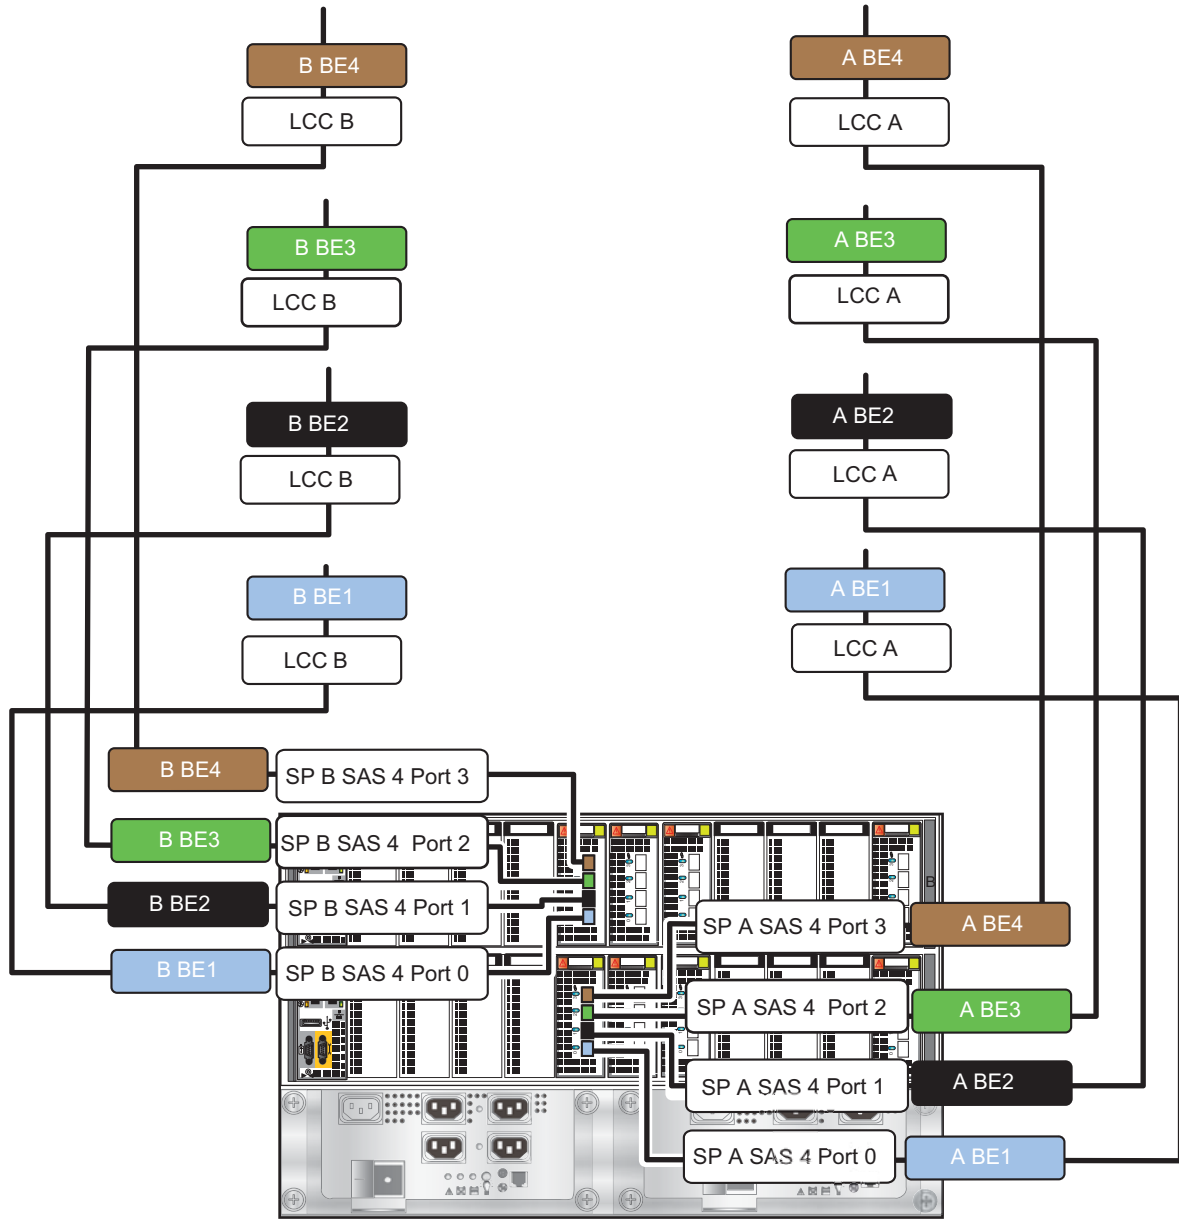 B BE4
A BE4
LCC B
LCC A
B BE3
A BE3
LCC B
LCC A
B BE2
A BE2
LCC B
LCC A
B BE1
A BE1
LCC B
LCC A
B BE4
SP B SAS 4 Port 3
B BE3
SP B SAS 4 Port 2
B BE2
SP B SAS 4 Port 1
B
SP A SAS 4 Port 3
A BE4
B BE1
SP B SAS 4 Port 0
SP A SAS 4 Port 2
A BE3
SP A SAS 4 Port 1
A BE2
SP A SAS 4 Port 0
A BE1